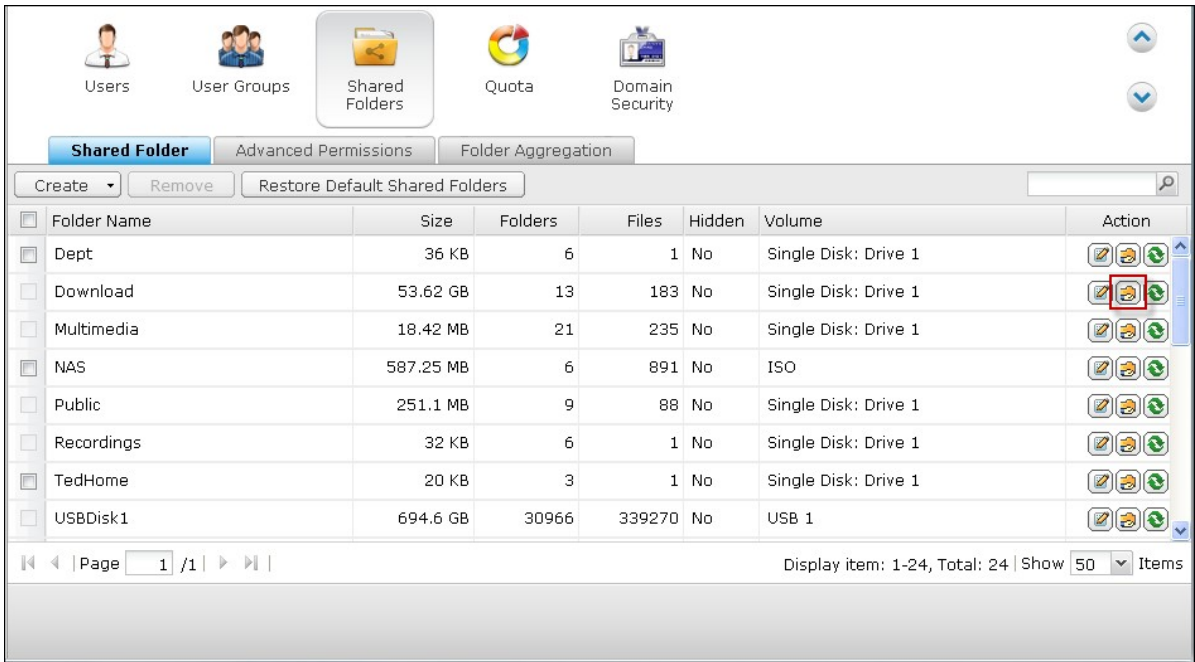 Users User Groups Shared Folders Quota Domain Security
Shared Folder Advanced Permissions Folder Aggregation
Create Remove Restore Default Shared Folders
Folder Name Size Folders Files Hidden Volume Action
Dept 36 KB 6 1 No Single Disk: Drive 1
Download 53.62 GB 13 183 No Single Disk: Drive 1
Multimedia 18.42 MB 21 235 No Single Disk: Drive 1
NAS 587.25 MB 6 891 No ISO
Public 251.1 MB 9 88 No Single Disk: Drive 1
Recordings 32 KB 6 1 No Single Disk: Drive 1
TedHome 20 KB 3 1 No Single Disk: Drive 1
USBDisk1 694.6 GB 30966 339270 No USB 1
Page 1 /1 Display item: 1-24, Total: 24 Show 50 Items